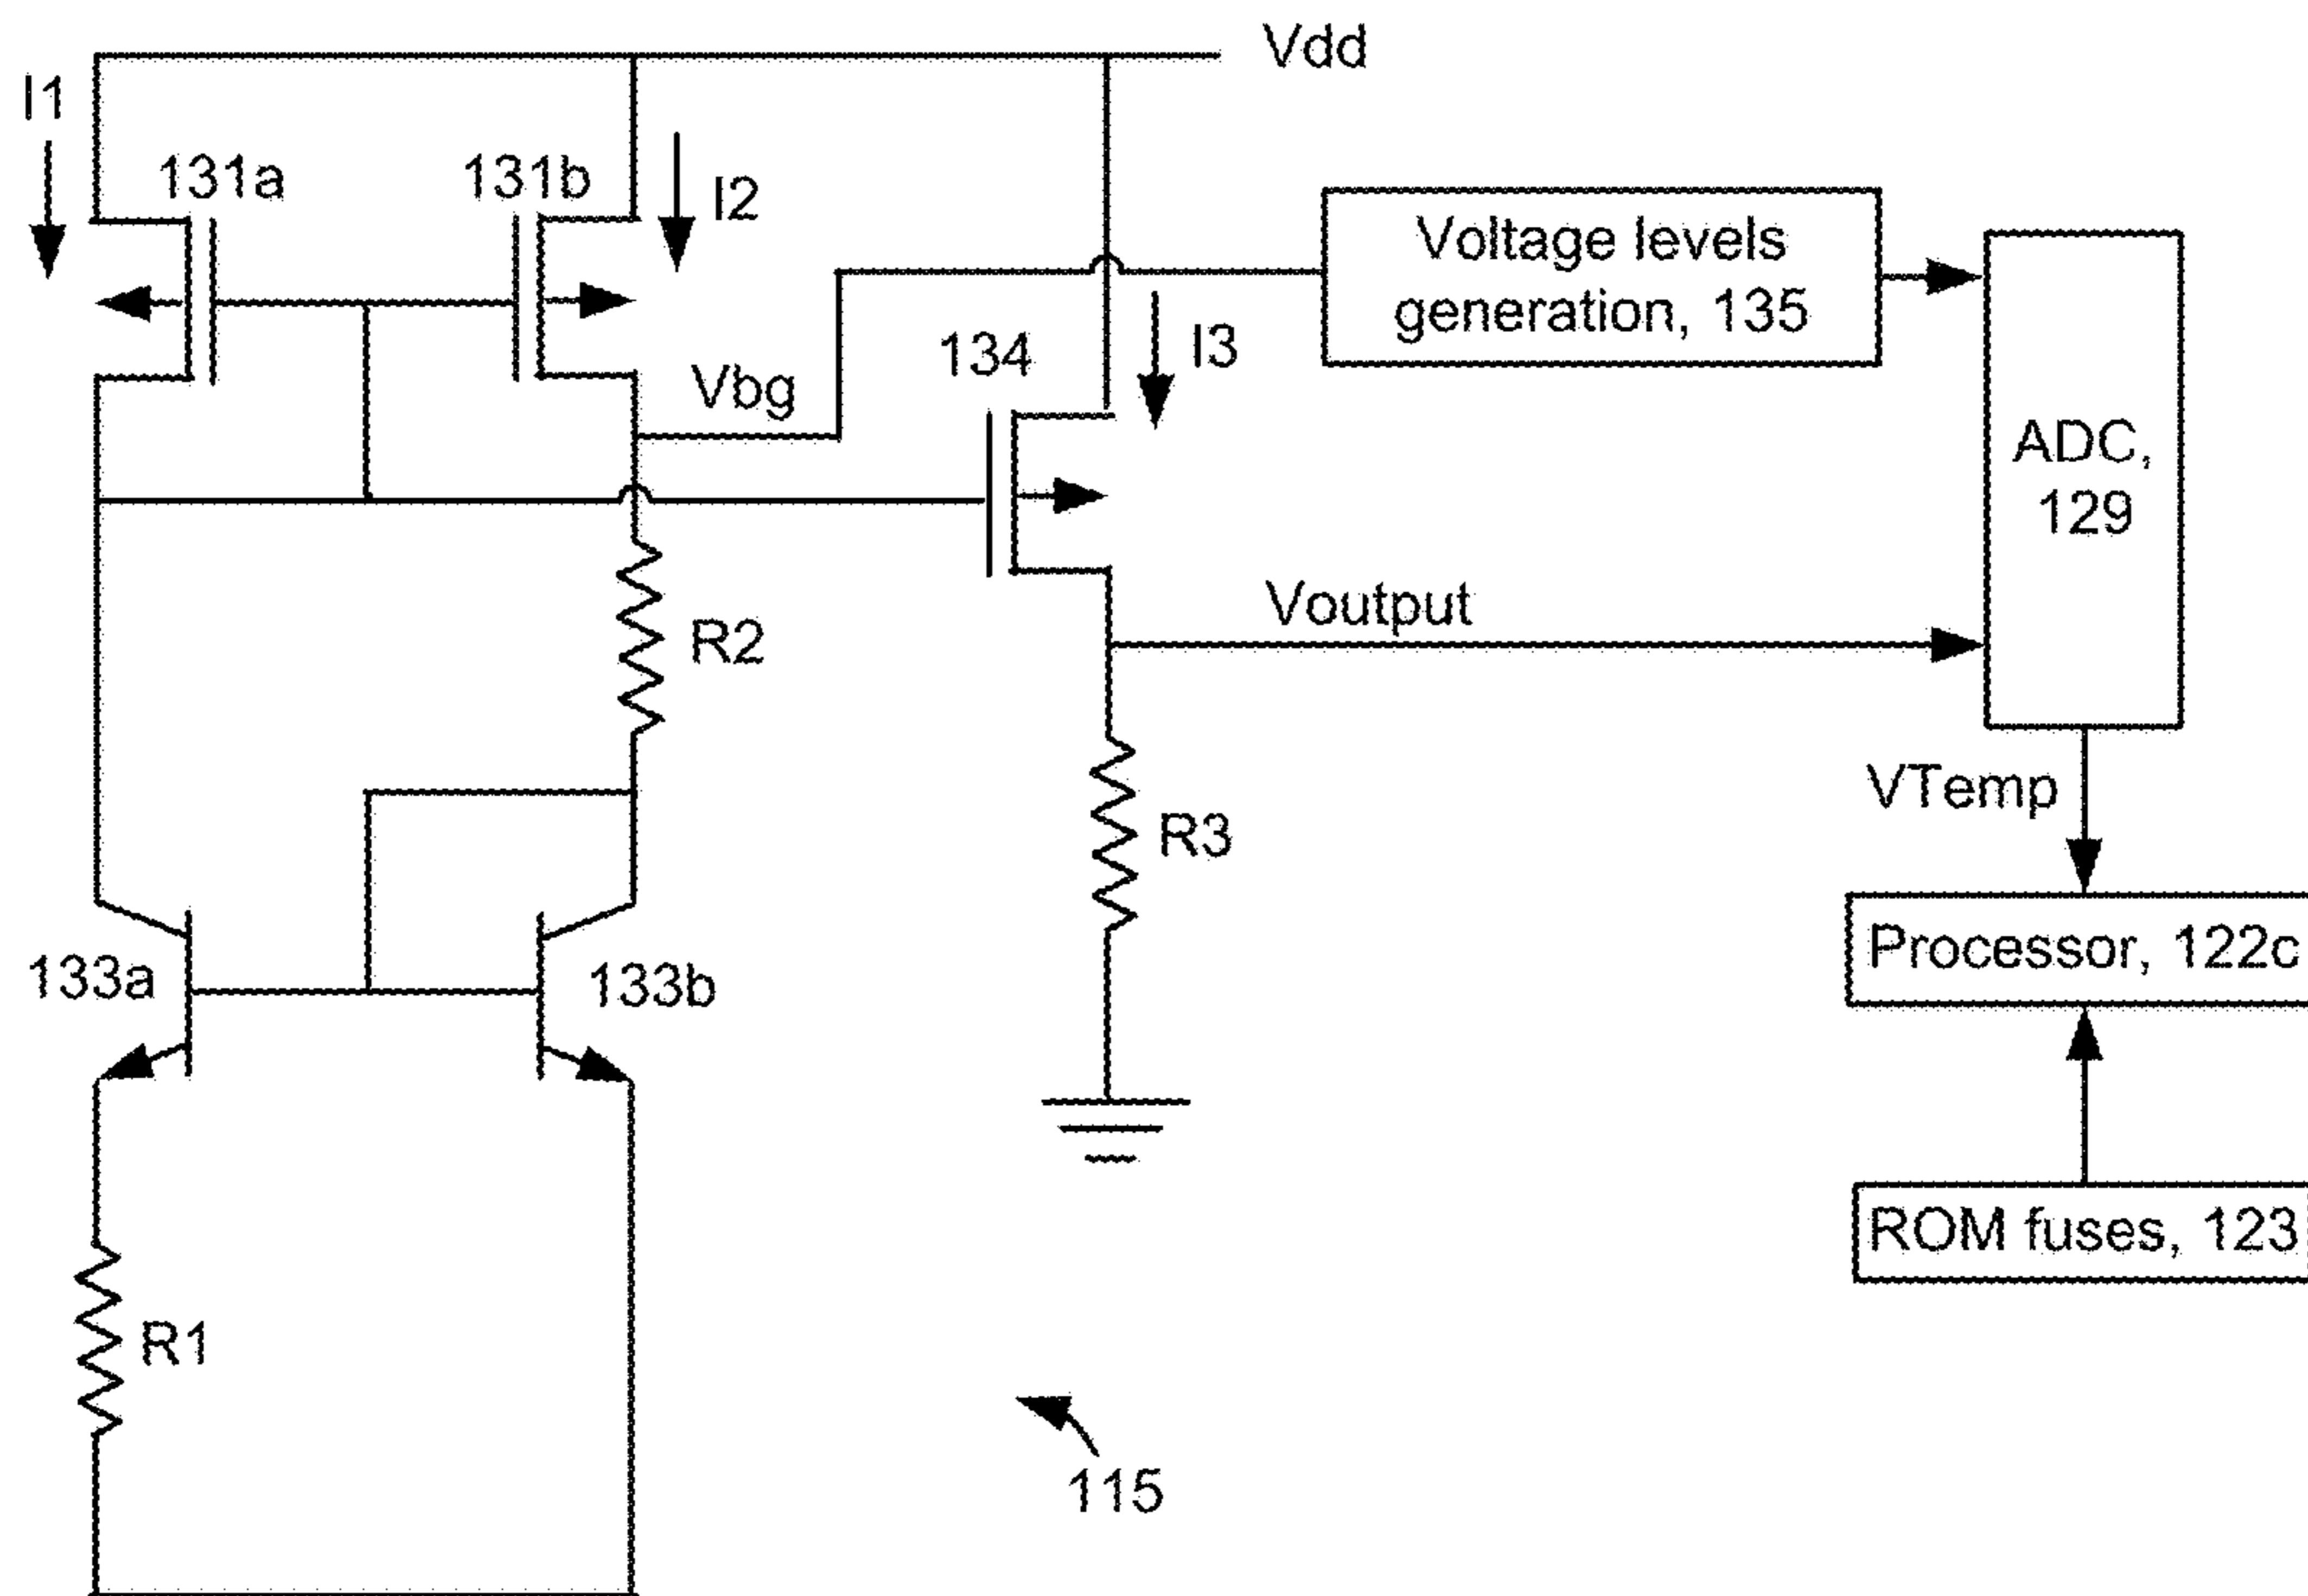 Vdd
I1
131a
131b
I2
Voltage levels
generation, 135
134
I3
Vbg
ADC,
129
Voutput
R2
VTemp
R3
Processor, 122c
133a
133b
ROM fuses, 123
R1
115